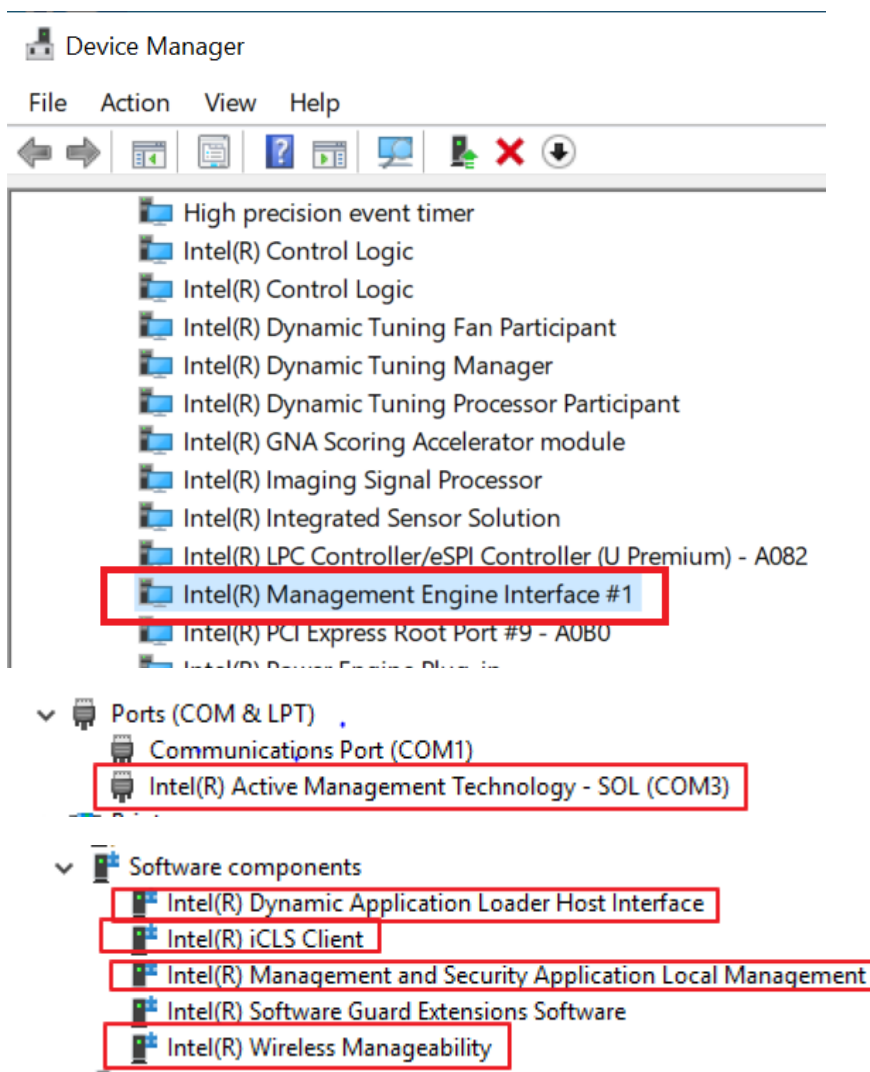 Device Manager
File Action View Help
High precision event timer
Intel(R) Control Logic
Intel(R) Control Logic
Intel(R) Dynamic Tuning Fan Participant
Intel(R) Dynamic Tuning Manager
Intel(R) Dynamic Tuning Processor Participant
Intel(R) GNA Scoring Accelerator module
Intel(R) Imaging Signal Processor
Intel(R) Integrated Sensor Solution
Intel(R) LPC Controller/eSPI Controller (U Premium) - A082
Intel(R) Management Engine Interface #1
Intel(R) PCI Express Root Port #9 - A0B0
Intel(R) Power Engine Plug-in
Ports (COM & LPT)
Communications Port (COM1)
Intel(R) Active Management Technology - SOL (COM3)
Software components
Intel(R) Dynamic Application Loader Host Interface
Intel(R) iCLS Client
Intel(R) Management and Security Application Local Management
Intel(R) Software Guard Extensions Software
Intel(R) Wireless Manageability